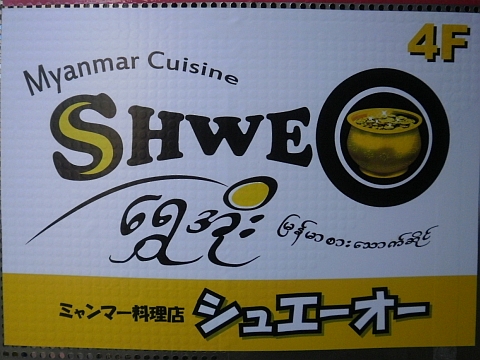 4F
Myanmar Cuisine
SHWE O
ရွှေအိုး မြန်မာစားသောက်ဆိုင်
ミャンマー料理店 シュエーオー